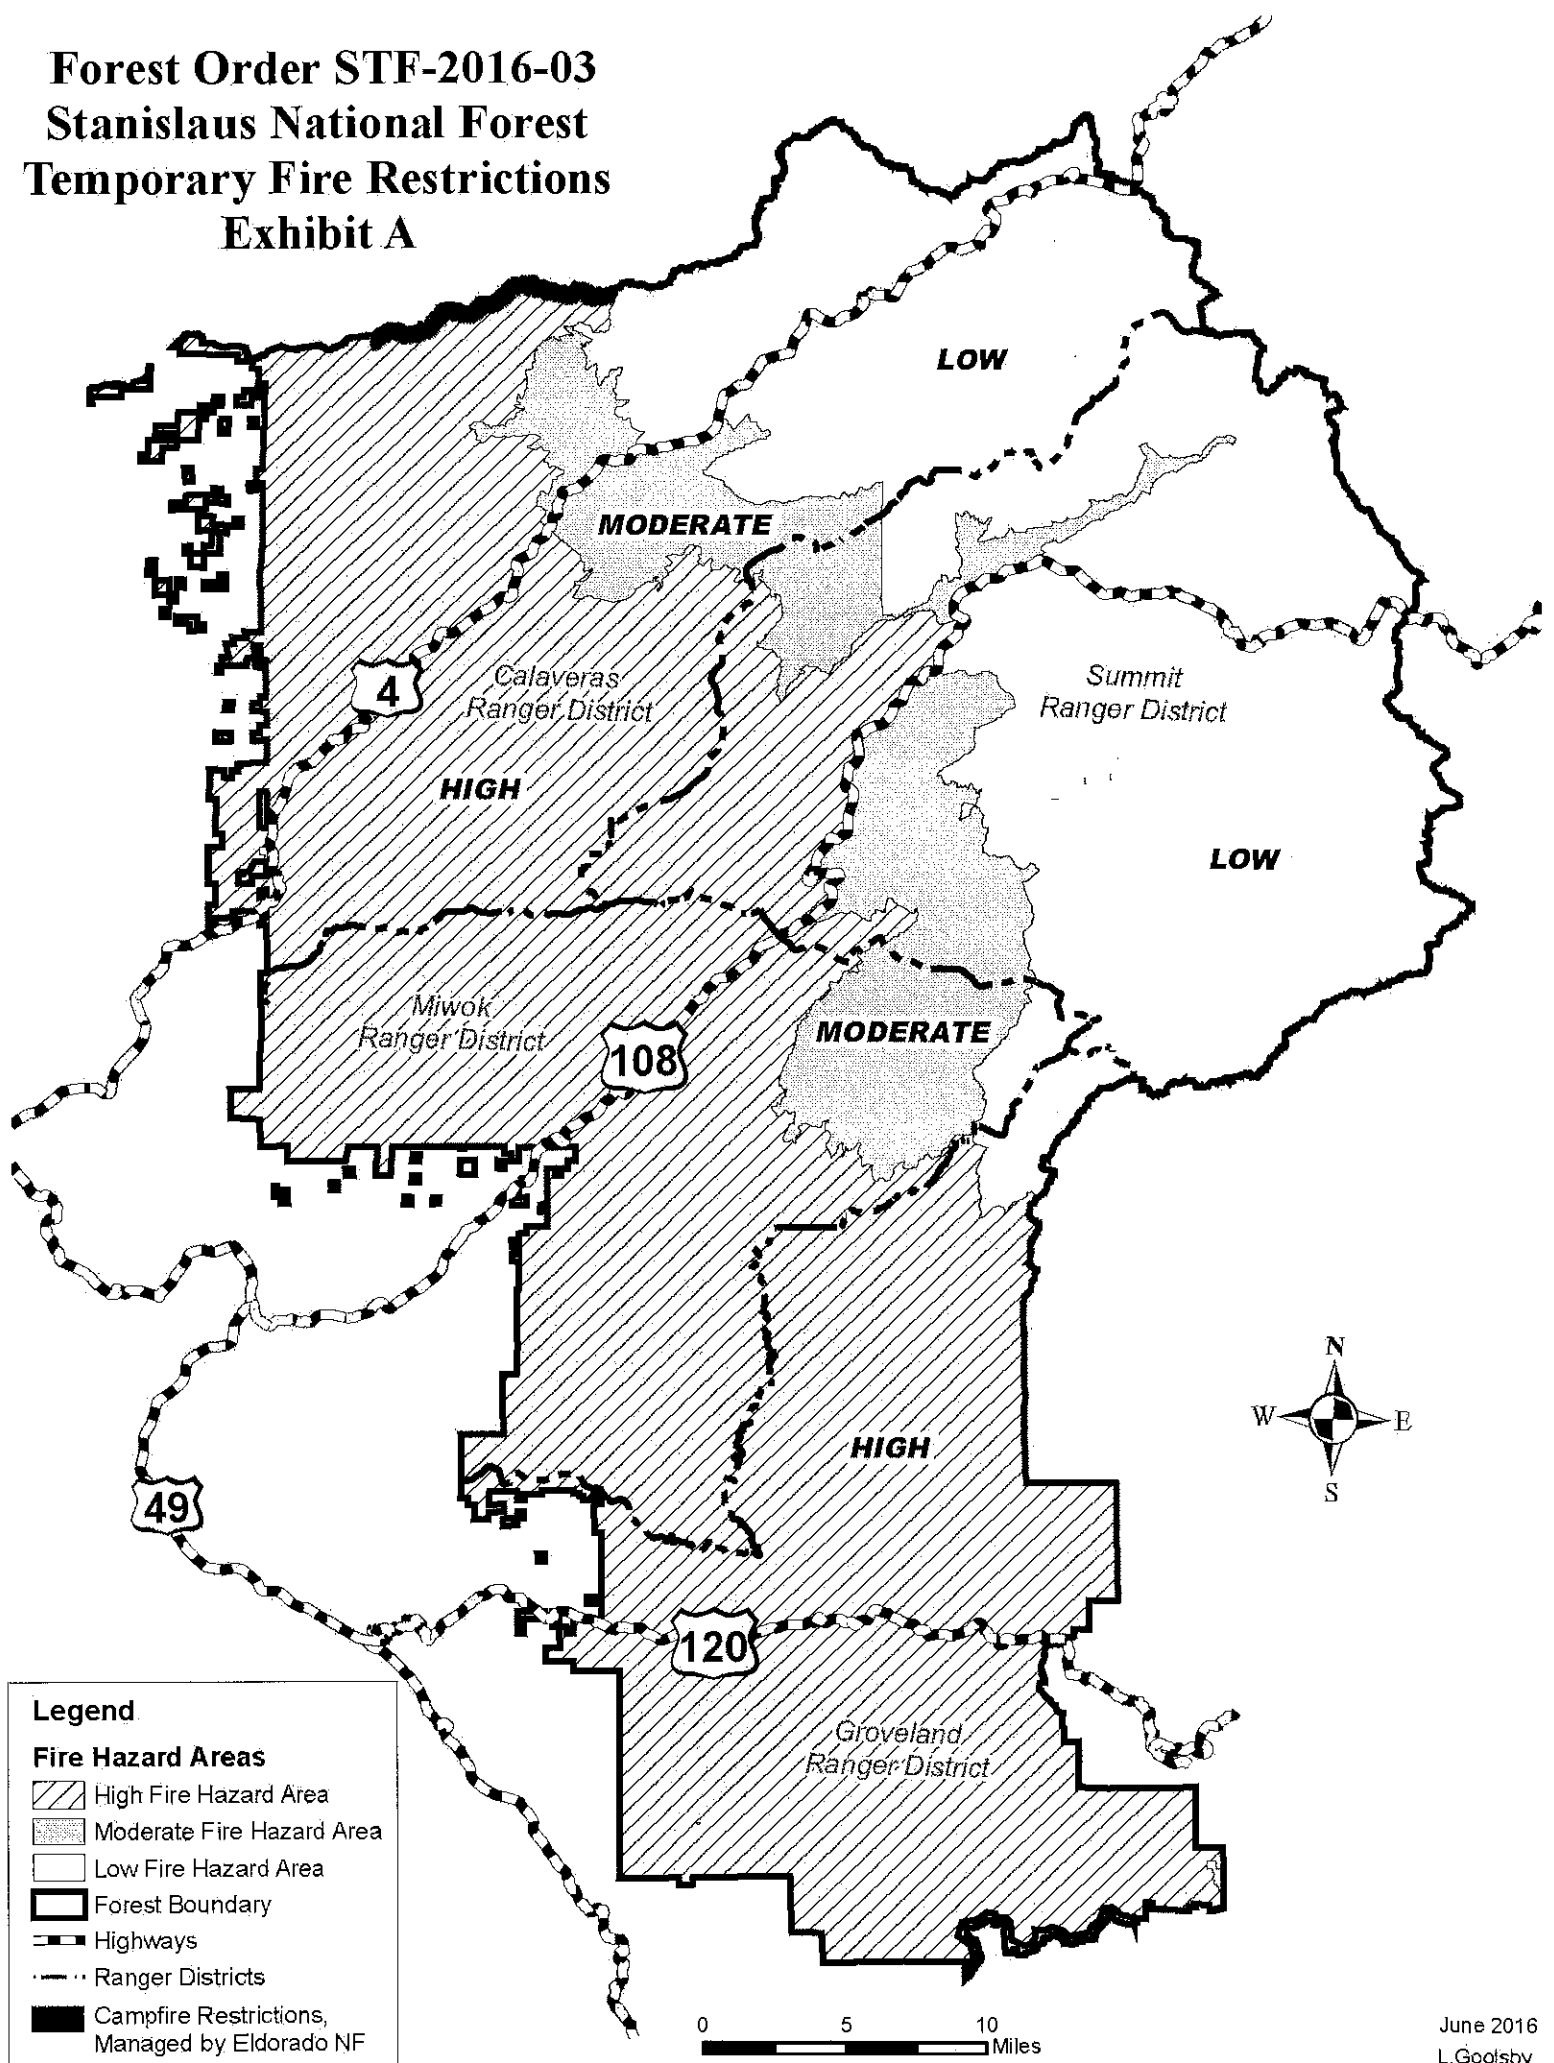 Forest Order STF-2016-03
Stanislaus National Forest
Temporary Fire Restrictions
Exhibit A
LOW
MODERATE
4
Calaveras
Ranger District
Summit
Ranger District
HIGH
LOW
Miwok
Ranger District
108
MODERATE
N
W
E
S
HIGH
49
120
Groveland
Ranger District
Legend
Fire Hazard Areas
High Fire Hazard Area
Moderate Fire Hazard Area
Low Fire Hazard Area
Forest Boundary
Highways
Ranger Districts
Campfire Restrictions,
Managed by Eldorado NF
0 5 10
Miles
June 2016
L.Goolsby